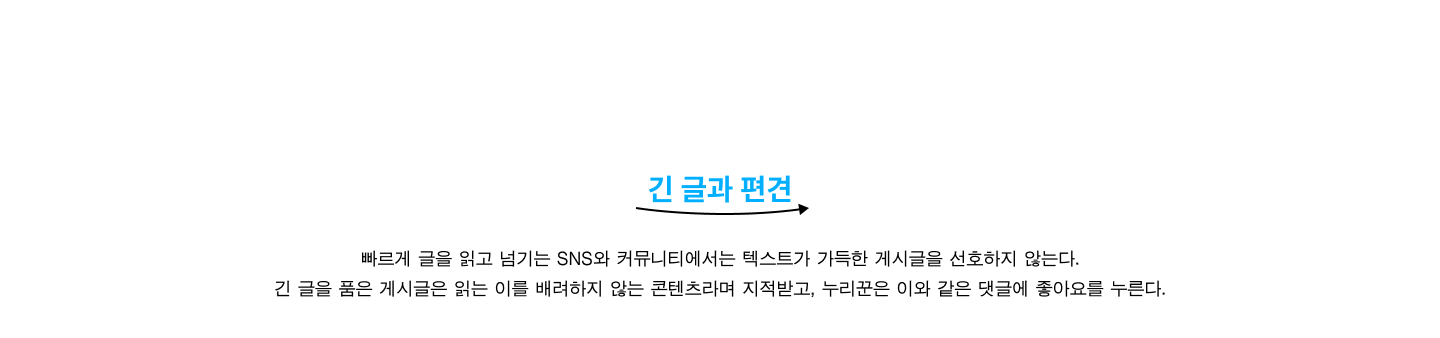 긴 글과 편견
빠르게 글을 읽고 넘기는 SNS와 커뮤니티에서는 텍스트가 가득한 게시글을 선호하지 않는다.
긴 글을 품은 게시글은 읽는 이를 배려하지 않는 콘텐츠라며 지적받고, 누리꾼은 이와 같은 댓글에 좋아요를 누른다.